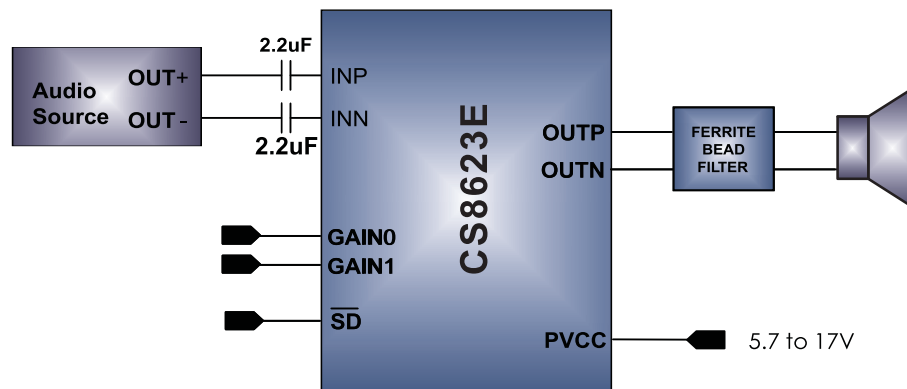 Audio
Source
OUT+
OUT-
2.2uF
2.2uF
INP
INN
GAIN0
GAIN1
SD
CS8623E
OUTP
OUTN
PVCC
FERRITE
BEAD
FILTER
5.7 to 17V